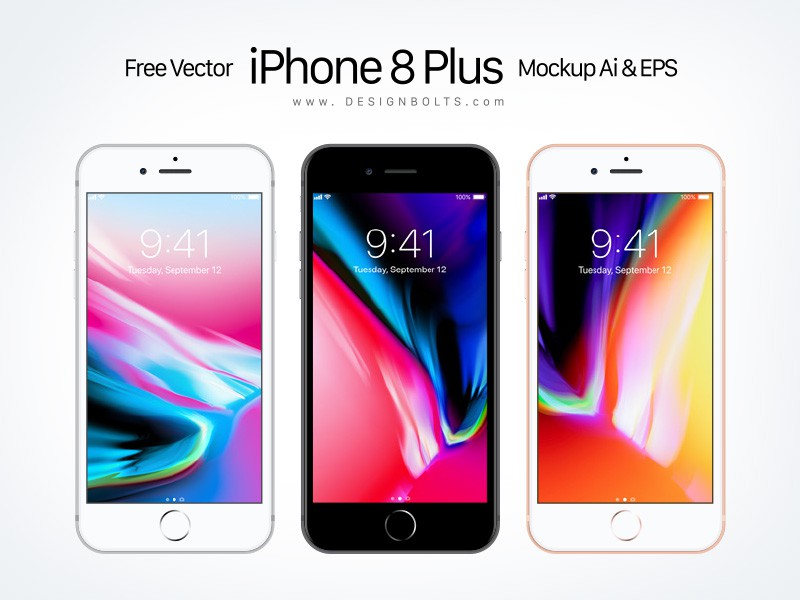 Free Vector iPhone 8 Plus Mockup Ai & EPS
www. DESIGNBOLTS.com
100% 100% 100%
9:41 9:41 9:41
Tuesday, September 12 Tuesday, September 12 Tuesday, September 12